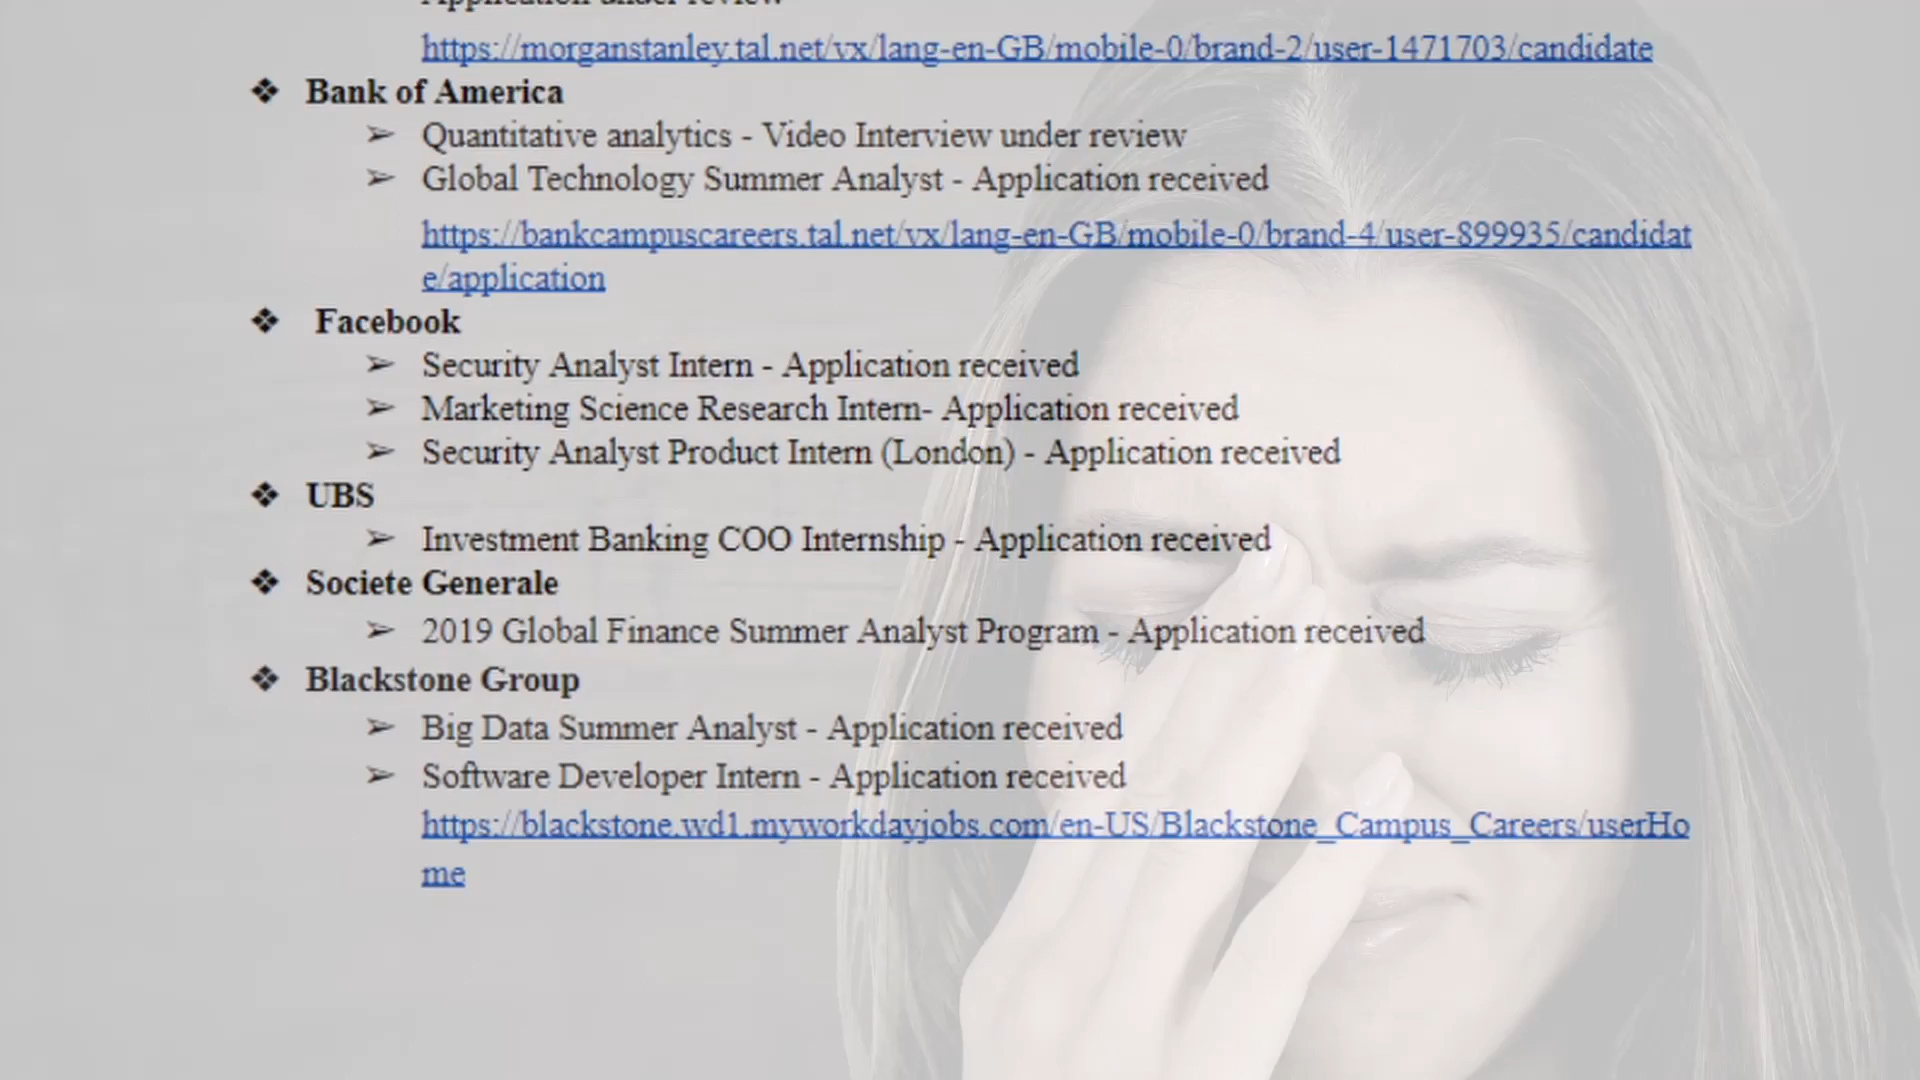 Application under review
https://morganstanley.tal.net/vx/lang-en-GB/mobile-0/brand-2/user-1471703/candidate
❖ Bank of America
➢ Quantitative analytics - Video Interview under review
➢ Global Technology Summer Analyst - Application received
https://bankcampuscareers.tal.net/vx/lang-en-GB/mobile-0/brand-4/user-899935/candidat
e/application
❖ Facebook
➢ Security Analyst Intern - Application received
➢ Marketing Science Research Intern- Application received
➢ Security Analyst Product Intern (London) - Application received
❖ UBS
➢ Investment Banking COO Internship - Application received
❖ Societe Generale
➢ 2019 Global Finance Summer Analyst Program - Application received
❖ Blackstone Group
➢ Big Data Summer Analyst - Application received
➢ Software Developer Intern - Application received
https://blackstone.wd1.myworkdayjobs.com/en-US/Blackstone_Campus_Careers/userHo
me